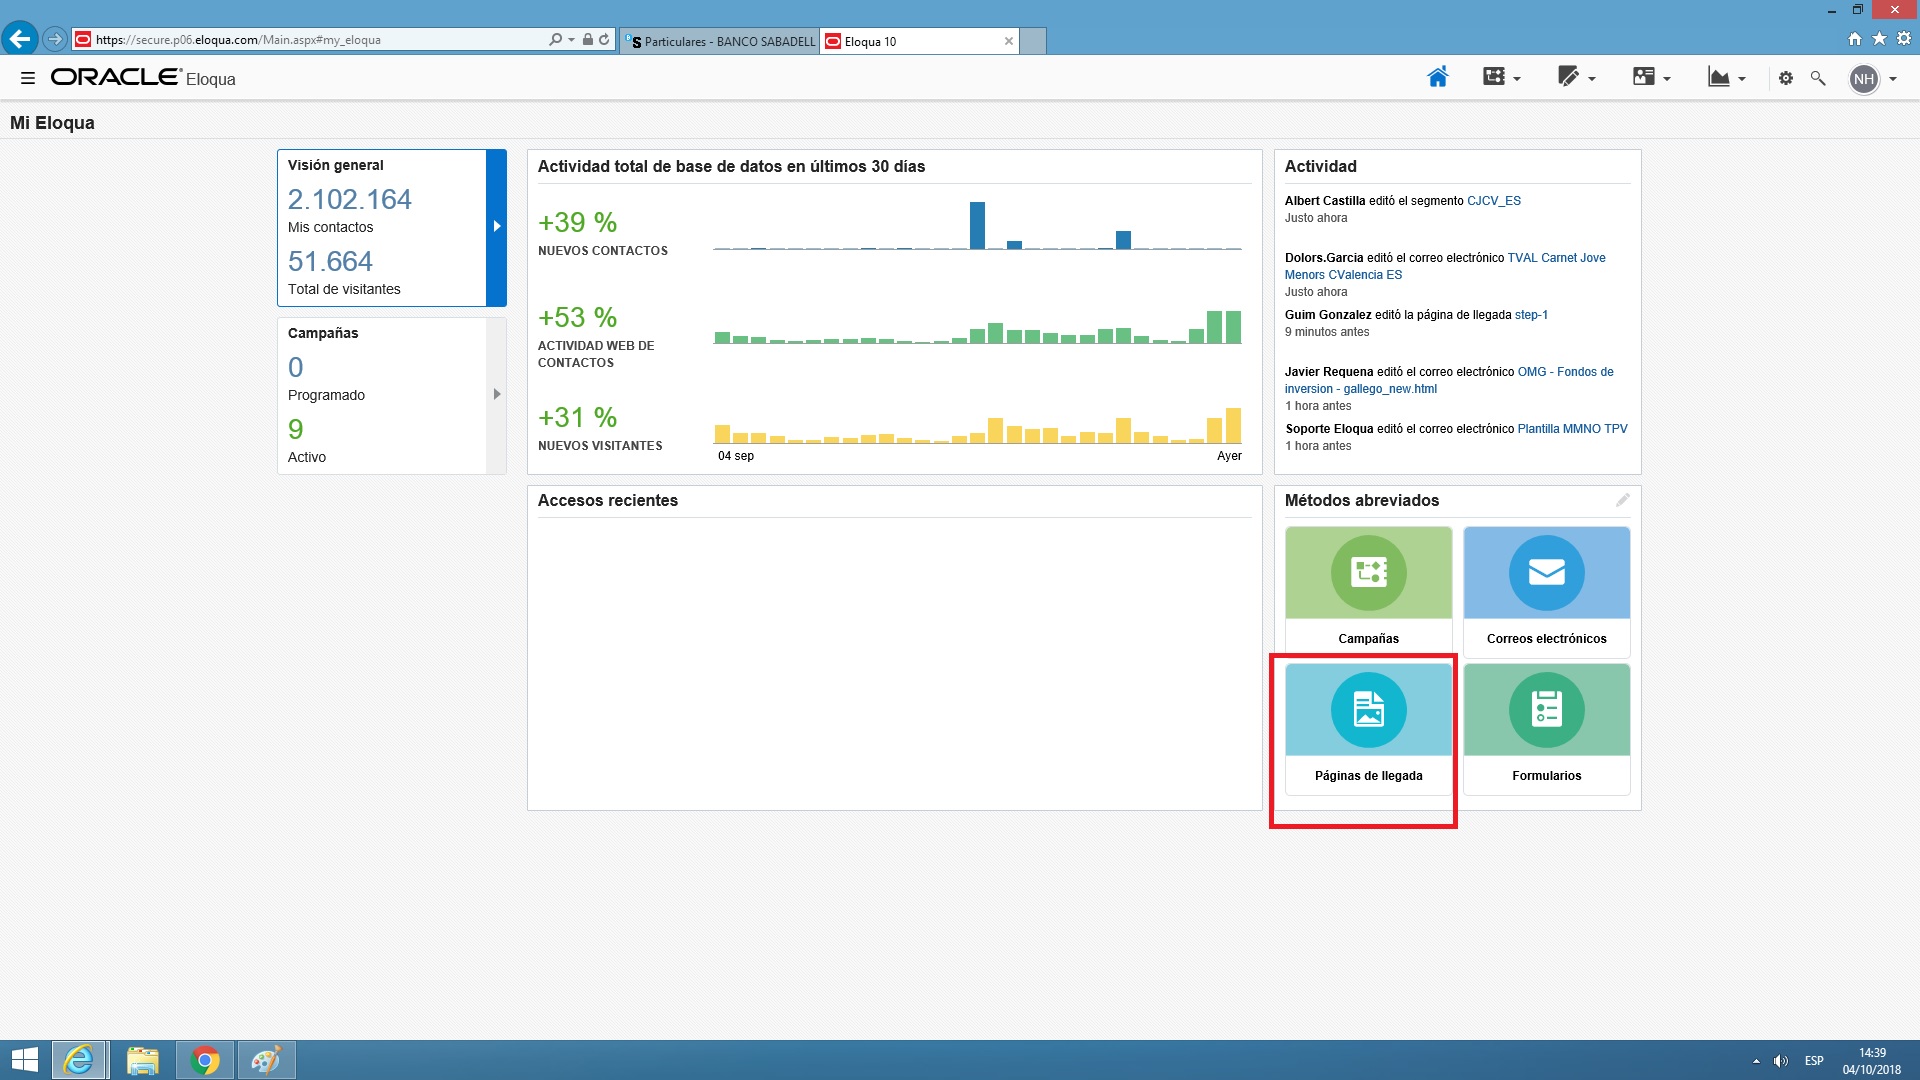 https://secure.p06.eloqua.com/Main.aspx#my_eloqua
Particulares - BANCO SABADELL
Eloqua 10
ORACLE Eloqua
NH
Mi Eloqua
Visión general
2.102.164
Mis contactos
51.664
Total de visitantes
Campañas
0
Programado
9
Activo
Actividad total de base de datos en últimos 30 días
+39 %
NUEVOS CONTACTOS
+53 %
ACTIVIDAD WEB DE
CONTACTOS
+31 %
NUEVOS VISITANTES
04 sep
Ayer
Actividad
Albert Castilla editó el segmento CJCV_ES
Justo ahora
Dolors.Garcia editó el correo electrónico TVAL Carnet Jove
Menors CValencia ES
Justo ahora
Guim Gonzalez editó la página de llegada step-1
9 minutos antes
Javier Requena editó el correo electrónico OMG - Fondos de
inversion - gallego_new.html
1 hora antes
Soporte Eloqua editó el correo electrónico Plantilla MMNO TPV
1 hora antes
Accesos recientes
Métodos abreviados
Campañas
Correos electrónicos
Páginas de llegada
Formularios
ESP
14:39
04/10/2018